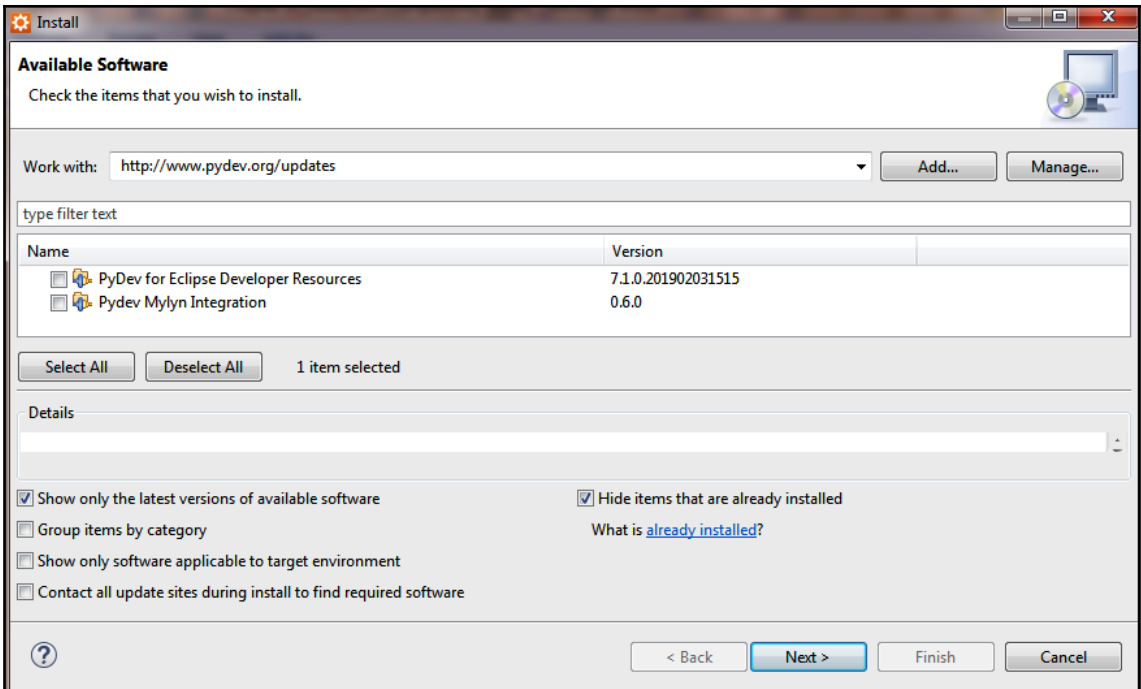 Install
Available Software
Check the items that you wish to install.
Work with: http://www.pydev.org/updates Add... Manage...
type filter text
Name Version
PyDev for Eclipse Developer Resources 7.1.0.201902031515
Pydev Mylyn Integration 0.6.0
Select All Deselect All 1 item selected
Details
Show only the latest versions of available software Hide items that are already installed
Group items by category What is already installed?
Show only software applicable to target environment
Contact all update sites during install to find required software
? < Back Next > Finish Cancel